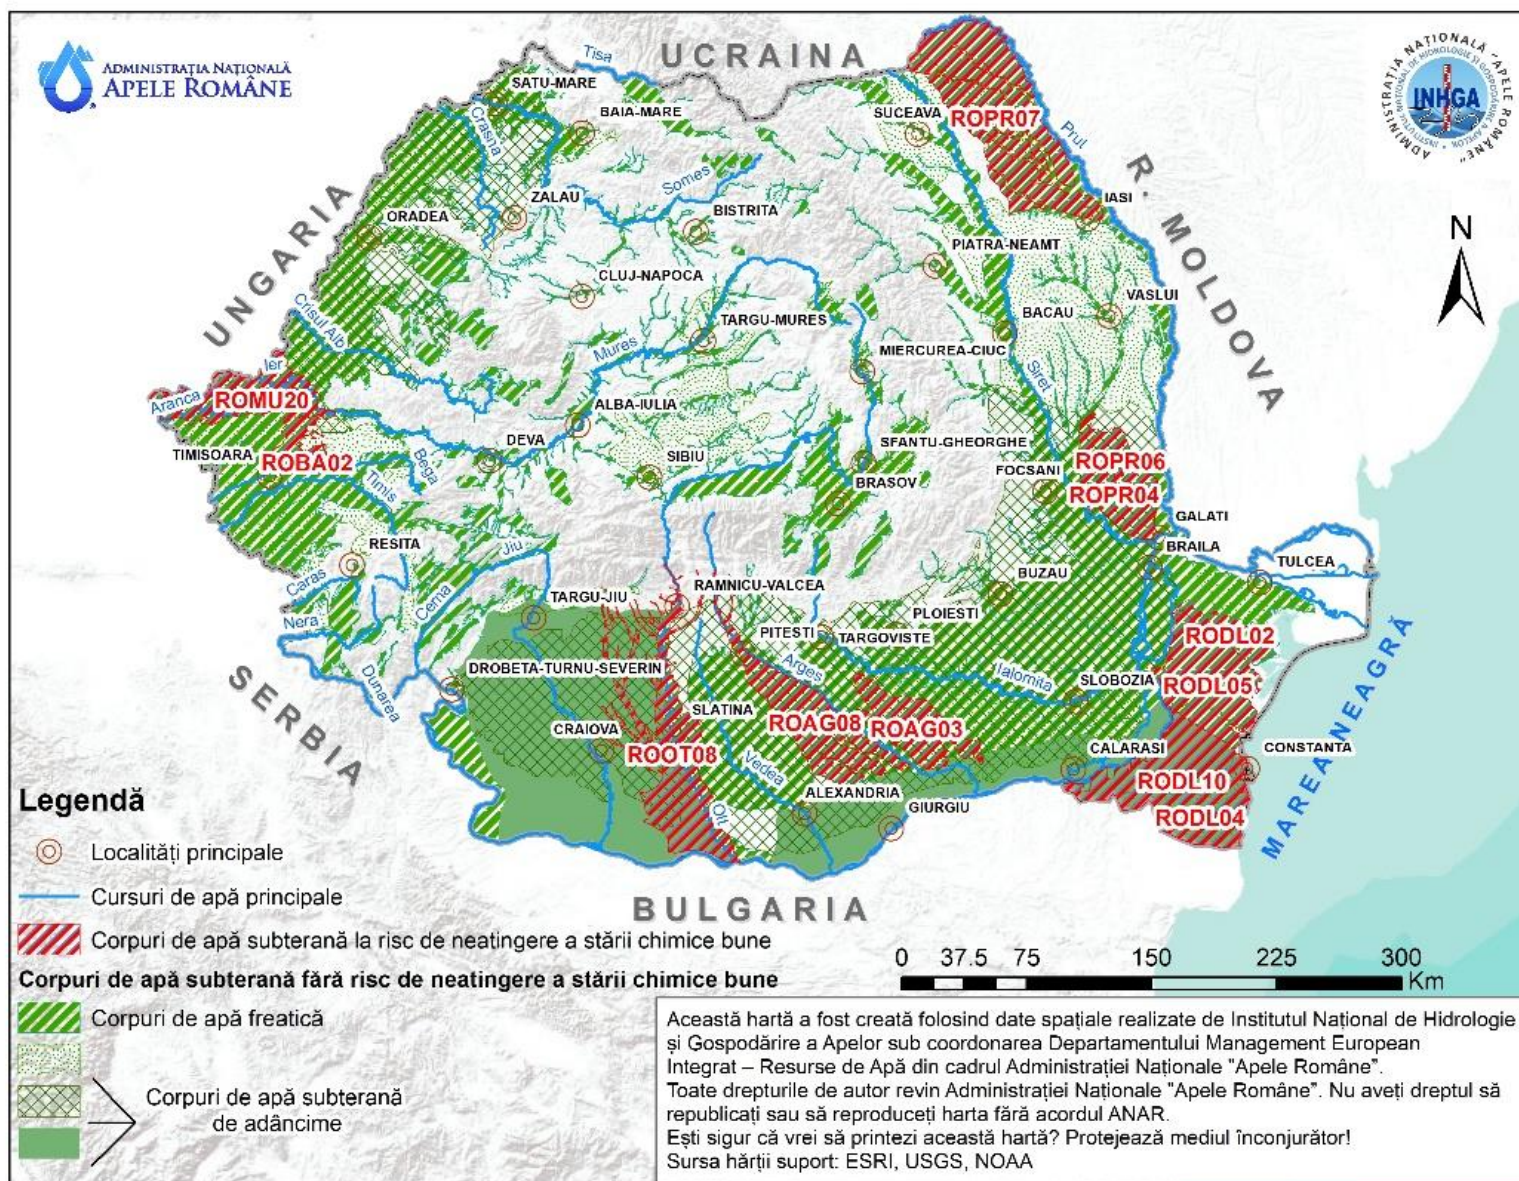 ADMINISTRAȚIA NAȚIONALĂ
APELE ROMÂNE
UCRAINA
ADMINISTRAȚIA NAȚIONALĂ "APELE ROMÂNE"
INSTITUTUL NAȚIONAL DE HIDROLOGIE ȘI GOSPODĂRIRE A APELOR
INHGA
Tisa
SATU-MARE
BAIA-MARE
SUCEAVA
ROPR07
Prut
Crasna
R. MOLDOVA
Somes
ZALAU
IASI
ORADEA
BISTRITA
N
UNGARIA
PIATRA-NEAMT
CLUJ-NAPOCA
VASLUI
Crisul Alb
TARGU-MURES
BACAU
Mures
MIERCUREA-CIUC
Ier
Siret
Aranca
ROMU20
ALBA-IULIA
DEVA
SFANTU-GHEORGHE
TIMISOARA
ROBA02
Bega
SIBIU
FOCSANI
ROPR06
Timis
BRASOV
ROPR04
GALATI
RESITA
Jiu
BRAILA
TULCEA
Caras
Cerna
RAMNICU-VALCEA
BUZAU
TARGU-JIU
PLOIESTI
Nera
PITESTI
TARGOVISTE
RODL02
Dunarea
DROBETA-TURNU-SEVERIN
Arges
Ialomita
SLOBOZIA
RODL05
SERBIA
SLATINA
ROAG08
ROAG03
CRAIOVA
ROOT08
Vedea
CALARASI
CONSTANTA
MAREA NEAGRĂ
RODL10
ALEXANDRIA
GIURGIU
Olt
RODL04
BULGARIA
Legendă
Localități principale
Cursuri de apă principale
Corpuri de apă subterană la risc de neatingere a stării chimice bune
Corpuri de apă subterană fără risc de neatingere a stării chimice bune
Corpuri de apă freatică
Corpuri de apă subterană
de adâncime
0 37.5 75 150 225 300
Km
Această hartă a fost creată folosind date spațiale realizate de Institutul Național de Hidrologie
și Gospodărire a Apelor sub coordonarea Departamentului Management European
Integrat – Resurse de Apă din cadrul Administrației Naționale "Apele Române".
Toate drepturile de autor revin Administrației Naționale "Apele Române". Nu aveți dreptul să
republicați sau să reproduceți harta fără acordul ANAR.
Ești sigur că vrei să printezi această hartă? Protejează mediul înconjurător!
Sursa hărții suport: ESRI, USGS, NOAA